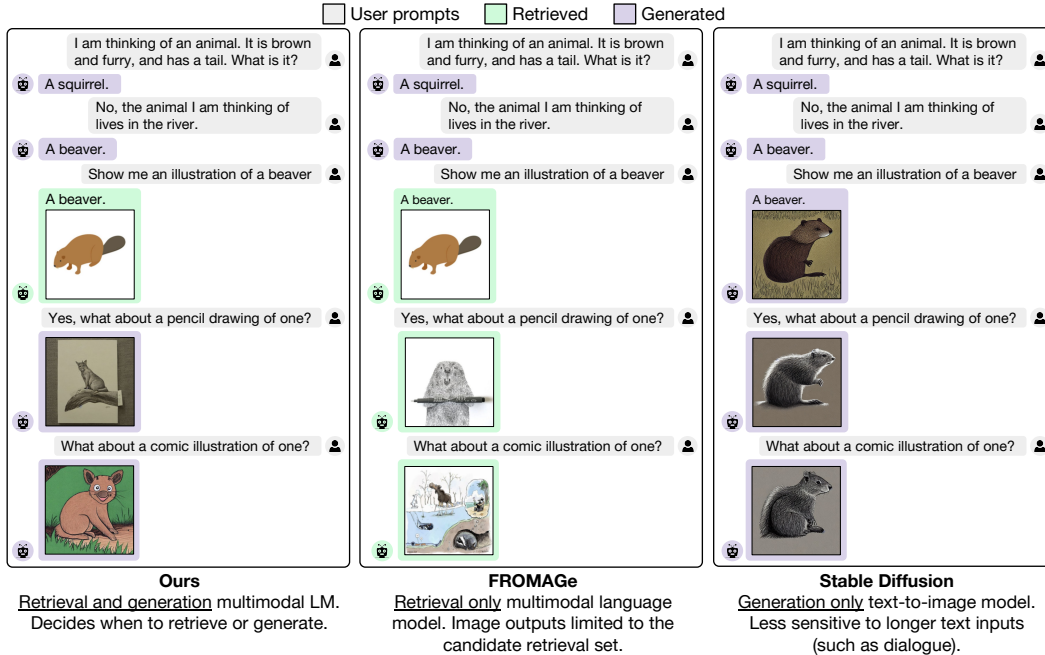 User prompts
Retrieved
Generated
I am thinking of an animal. It is brown
and furry, and has a tail. What is it?
A squirrel.
No, the animal I am thinking of
lives in the river.
A beaver.
Show me an illustration of a beaver
A beaver.
Yes, what about a pencil drawing of one?
What about a comic illustration of one?
Ours
Retrieval and generation multimodal LM.
Decides when to retrieve or generate.
I am thinking of an animal. It is brown
and furry, and has a tail. What is it?
A squirrel.
No, the animal I am thinking of
lives in the river.
A beaver.
Show me an illustration of a beaver
A beaver.
Yes, what about a pencil drawing of one?
What about a comic illustration of one?
FROMAGe
Retrieval only multimodal language
model. Image outputs limited to the
candidate retrieval set.
I am thinking of an animal. It is brown
and furry, and has a tail. What is it?
A squirrel.
No, the animal I am thinking of
lives in the river.
A beaver.
Show me an illustration of a beaver
A beaver.
Yes, what about a pencil drawing of one?
What about a comic illustration of one?
Stable Diffusion
Generation only text-to-image model.
Less sensitive to longer text inputs
(such as dialogue).